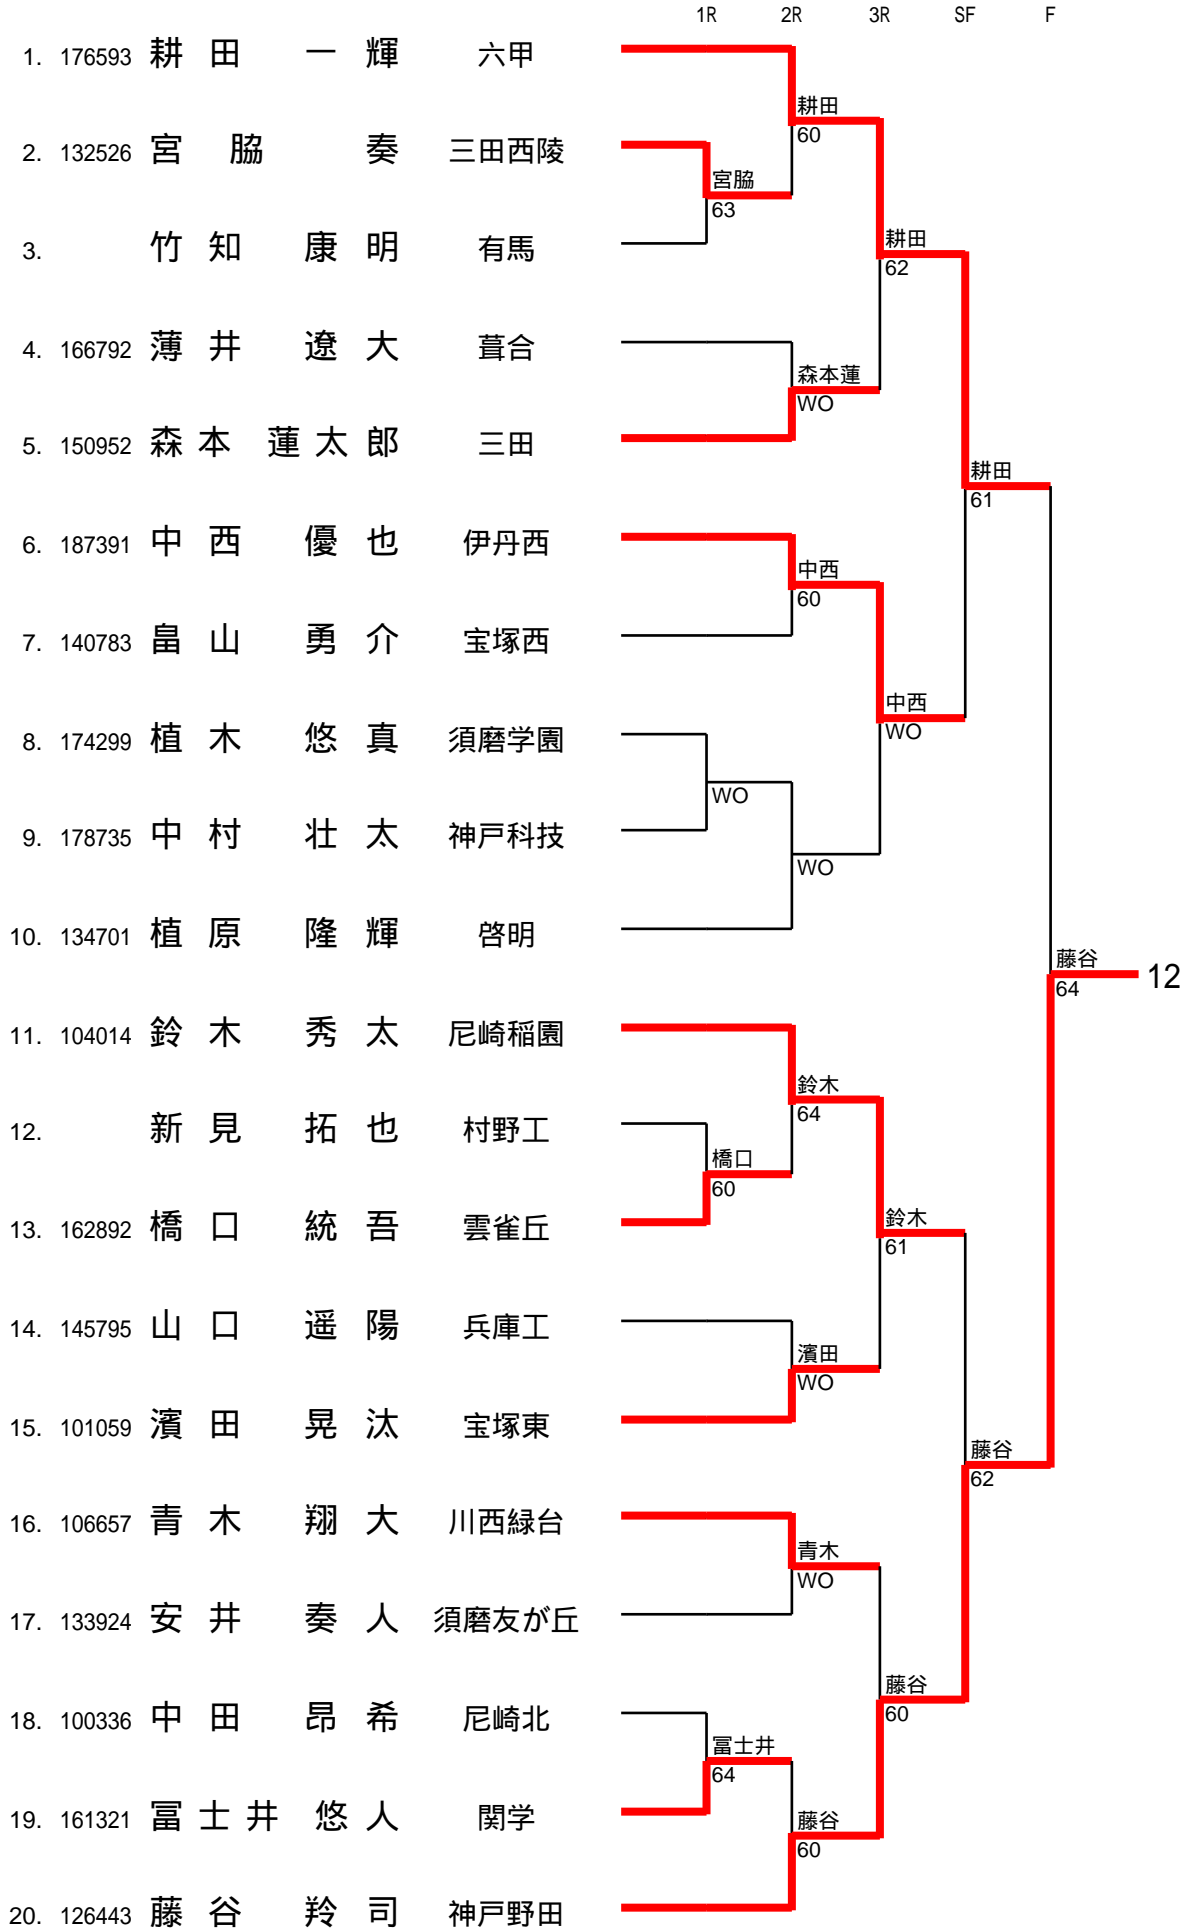 1R 2R 3R SF F
1. 176593 耕田 一輝 六甲
耕田
60
2. 132526 宮脇 奏 三田西陵
宮脇
63
3. 竹知 康明 有馬
耕田
62
4. 166792 薄井 遼大 葺合
森本蓮
WO
5. 150952 森本 蓮太郎 三田
耕田
61
6. 187391 中西 優也 伊丹西
中西
60
7. 140783 畠山 勇介 宝塚西
中西
WO
8. 174299 植木 悠真 須磨学園
WO
9. 178735 中村 壮太 神戸科技
WO
10. 134701 植原 隆輝 啓明
藤谷
64
12
11. 104014 鈴木 秀太 尼崎稲園
鈴木
64
12. 新見 拓也 村野工
橋口
60
13. 162892 橋口 統吾 雲雀丘
鈴木
61
14. 145795 山口 遥陽 兵庫工
濱田
WO
15. 101059 濱田 晃汰 宝塚東
藤谷
62
16. 106657 青木 翔大 川西緑台
青木
WO
17. 133924 安井 奏人 須磨友が丘
藤谷
60
18. 100336 中田 昂希 尼崎北
冨士井
64
19. 161321 冨士井 悠人 関学
藤谷
60
20. 126443 藤谷 羚司 神戸野田